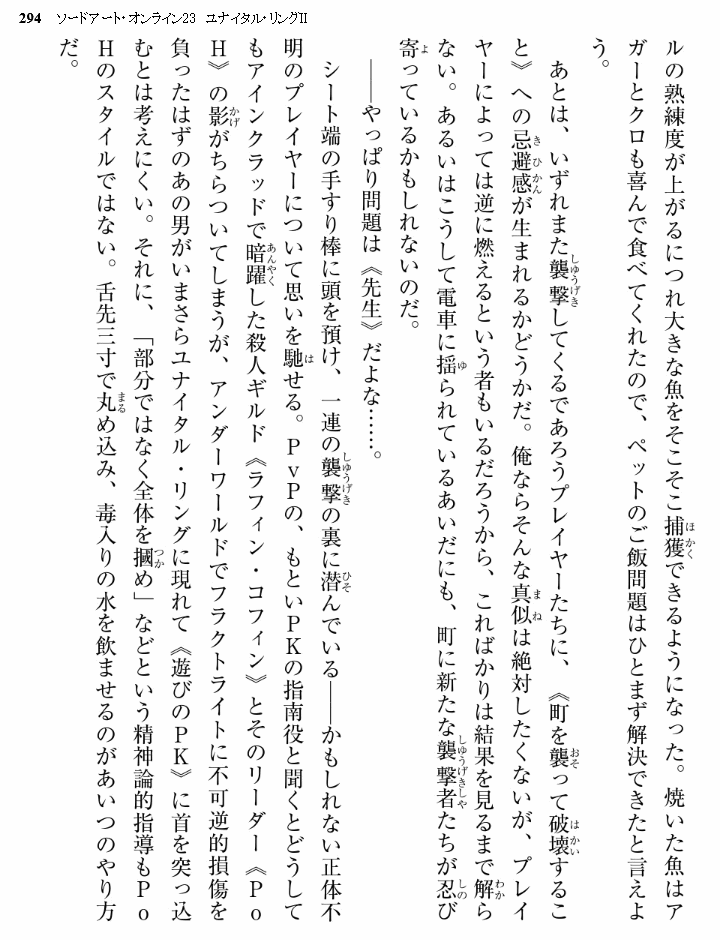 294 ソードアート・オンライン23 ユナイタル・リングⅡ
ルの熟練度が上がるにつれ大きな魚をそこそこ捕獲できるようになった。焼いた魚はア
ガーとクロも喜んで食べてくれたので、ペットのご飯問題はひとまず解決できたと言えよ
う。
あとは、いずれまた襲撃してくるであろうプレイヤーたちに、《町を襲って破壊するこ
と》への忌避感が生まれるかどうかだ。俺ならそんな真似は絶対したくないが、プレイ
ヤーによっては逆に燃えるという者もいるだろうから、こればかりは結果を見るまで解ら
ない。あるいはこうして電車に揺られているあいだにも、町に新たな襲撃者たちが忍び
寄っているかもしれないのだ。
――やっぱり問題は《先生》だよな……。
シート端の手すり棒に頭を預け、一連の襲撃の裏に潜んでいる――かもしれない正体不
明のプレイヤーについて思いを馳せる。PvPの、もといPKの指南役と聞くとどうして
もアインクラッドで暗躍した殺人ギルド《ラフィン・コフィン》とそのリーダー《Po
H》の影がちらついてしまうが、アンダーワールドでフラクトライトに不可逆的損傷を
負ったはずのあの男がいまさらユナイタル・リングに現れて《遊びのPK》に首を突っ込
むとは考えにくい。それに、「部分ではなく全体を摑め」などという精神論的指導もPo
Hのスタイルではない。舌先三寸で丸め込み、毒入りの水を飲ませるのがあいつのやり方
だ。